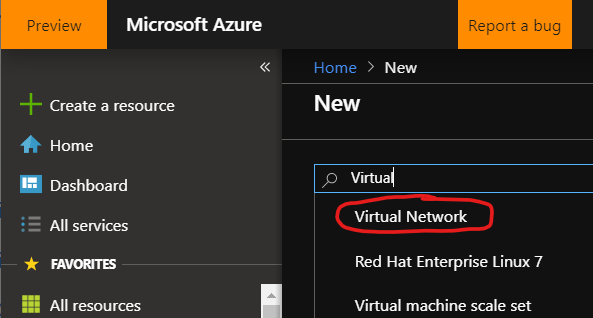 Preview
Microsoft Azure
Report a bug
Create a resource
Home
Dashboard
All services
FAVORITES
All resources
Home > New
New
Virtual
Virtual Network
Red Hat Enterprise Linux 7
Virtual machine scale set